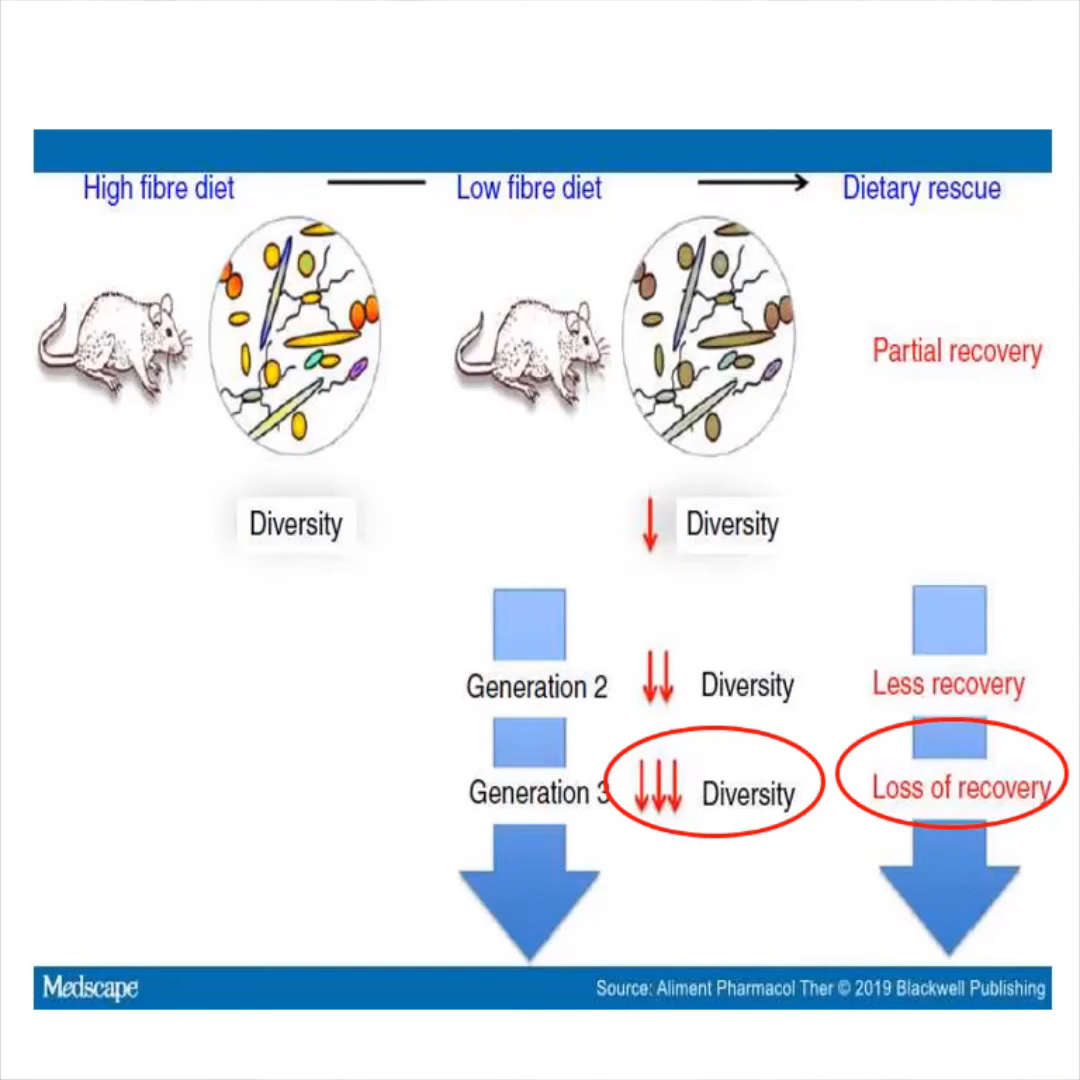 High fibre diet
Low fibre diet
Dietary rescue
Partial recovery
Diversity
Diversity
Generation 2
Diversity
Less recovery
Generation 3
Diversity
Loss of recovery
Medscape
Source: Aliment Pharmacol Ther © 2019 Blackwell Publishing